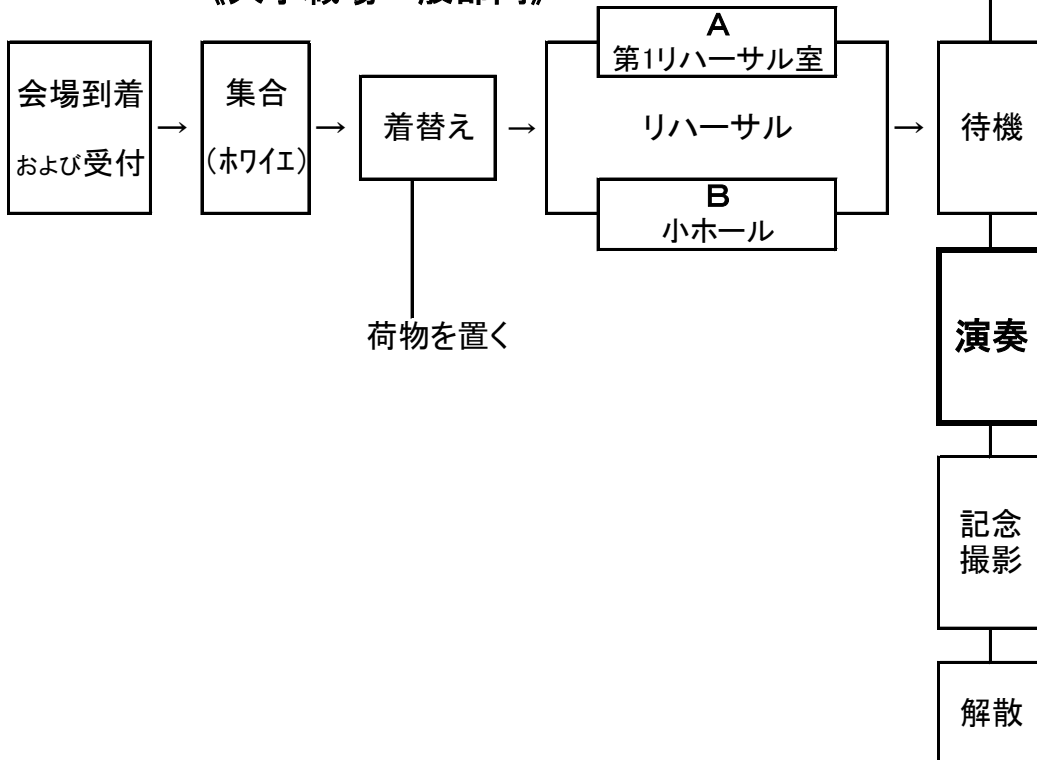 会場到着
および受付
→
集合
(ホワイエ)
→
着替え
→
A
第1リハーサル室
リハーサル
B
小ホール
→
待機
荷物を置く
演奏
記念
撮影
解散